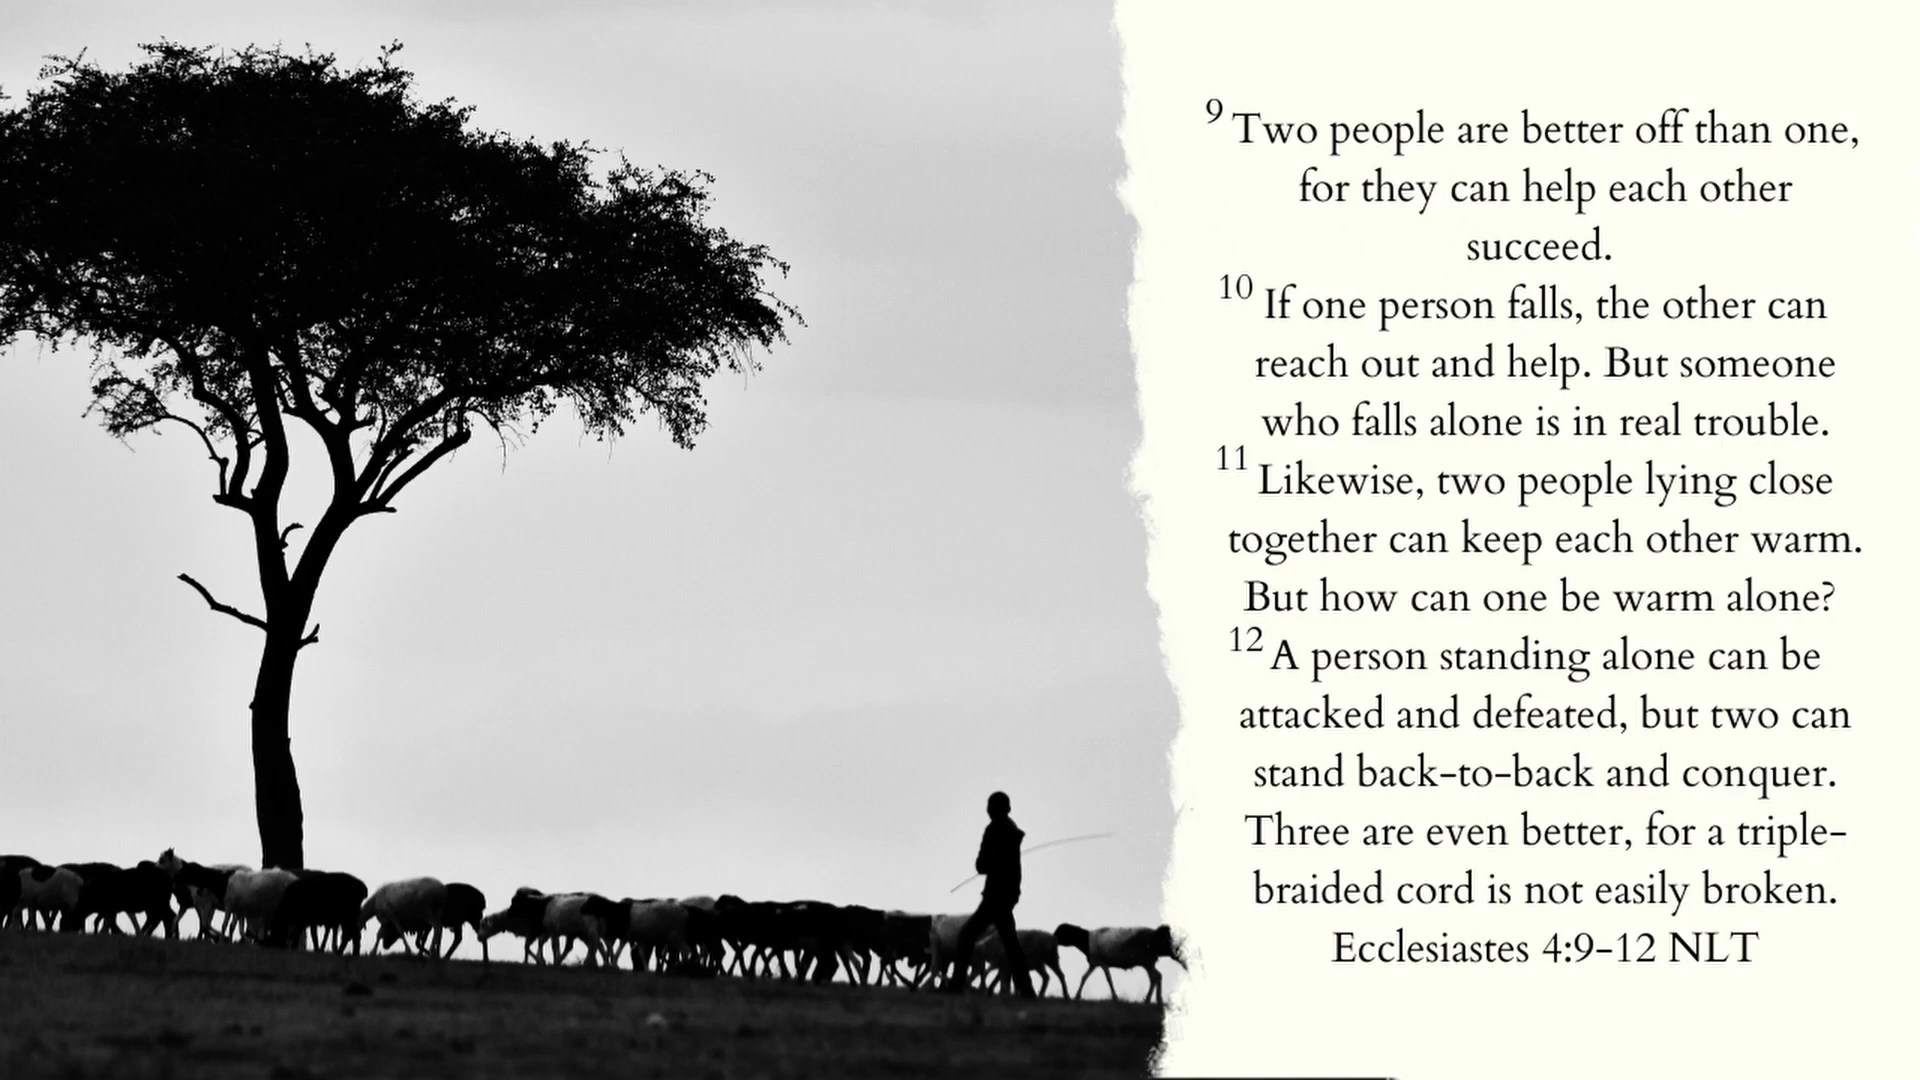 9 Two people are better off than one,
for they can help each other
succeed.
10 If one person falls, the other can
reach out and help. But someone
who falls alone is in real trouble.
11 Likewise, two people lying close
together can keep each other warm.
But how can one be warm alone?
12 A person standing alone can be
attacked and defeated, but two can
stand back-to-back and conquer.
Three are even better, for a triple-
braided cord is not easily broken.
Ecclesiastes 4:9-12 NLT